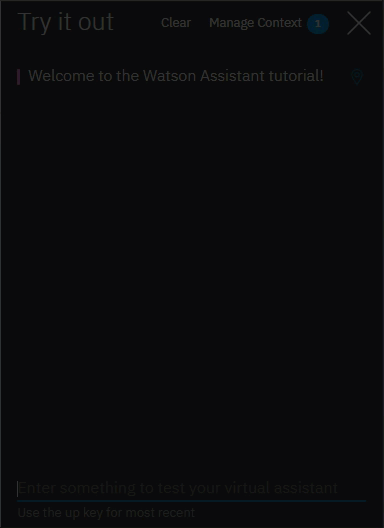 Try it out Clear Manage Context 1
Welcome to the Watson Assistant tutorial!
Enter something to test your virtual assistant
Use the up key for most recent